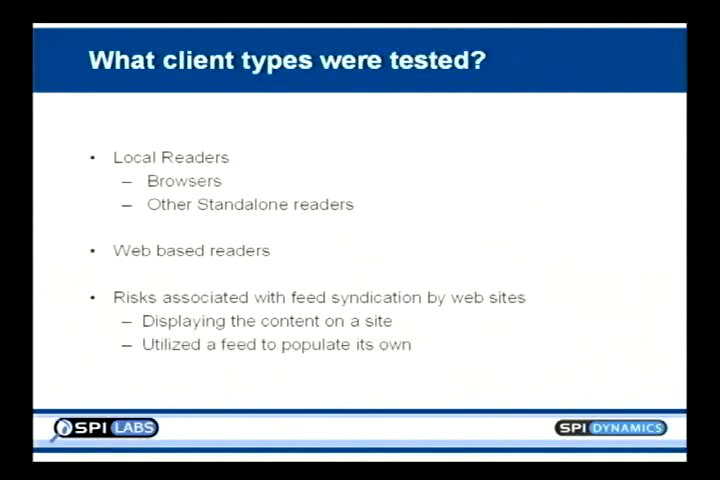 What client types were tested?
• Local Readers
– Browsers
– Other Standalone readers
• Web based readers
• Risks associated with feed syndication by web sites
– Displaying the content on a site
– Utilized a feed to populate its own
SPI LABS
SPI DYNAMICS